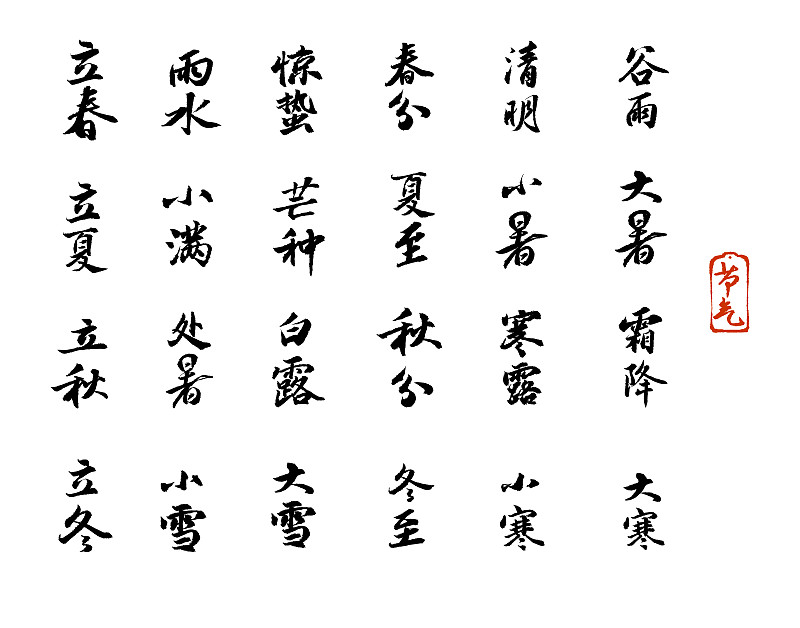 立春
雨水
惊蛰
春分
清明
谷雨
立夏
小满
芒种
夏至
小暑
大暑
立秋
处暑
白露
秋分
寒露
霜降
立冬
小雪
大雪
冬至
小寒
大寒
节气